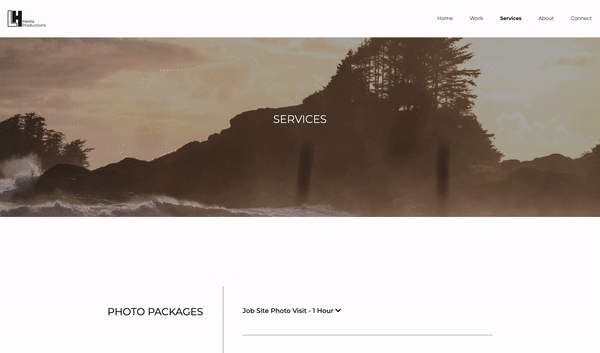 LH Media
Productions
Home Work Services About Connect
SERVICES
PHOTO PACKAGES
Job Site Photo Visit - 1 Hour